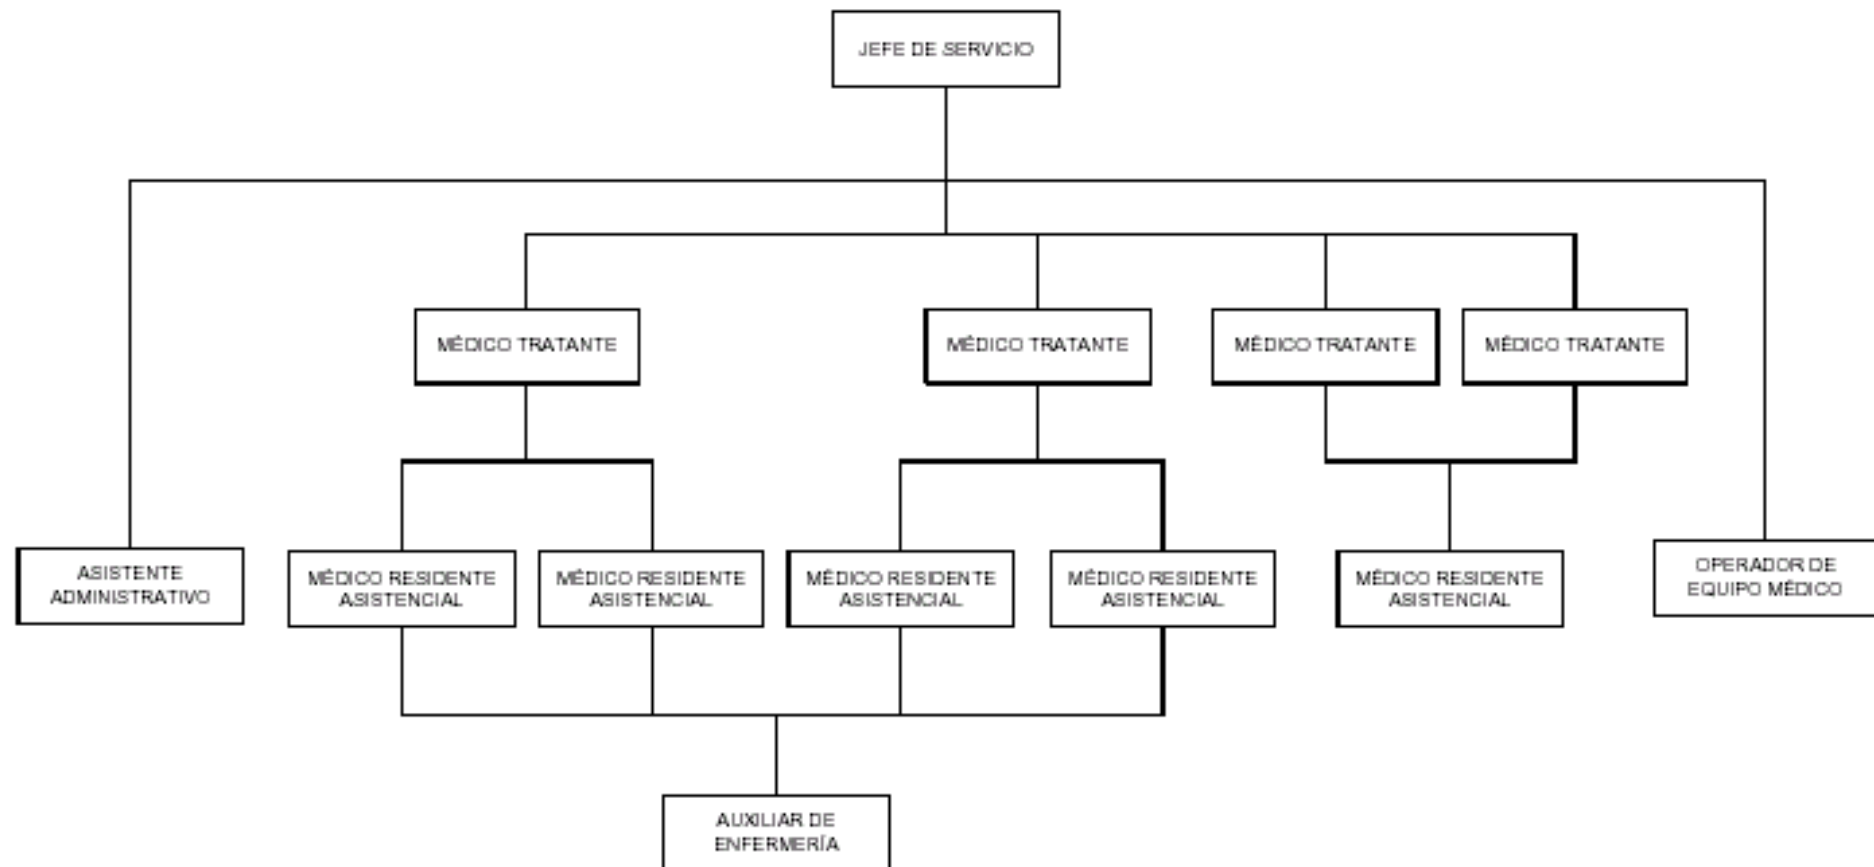 JEFE DE SERVICIO
MÉDICO TRATANTE
MÉDICO TRATANTE
MÉDICO TRATANTE
MÉDICO TRATANTE
ASISTENTE
ADMINISTRATIVO
MÉDICO RESIDENTE
ASISTENCIAL
MÉDICO RESIDENTE
ASISTENCIAL
MÉDICO RESIDENTE
ASISTENCIAL
MÉDICO RESIDENTE
ASISTENCIAL
MÉDICO RESIDENTE
ASISTENCIAL
OPERADOR DE
EQUIPO MÉDICO
AUXILIAR DE
ENFERMERÍA